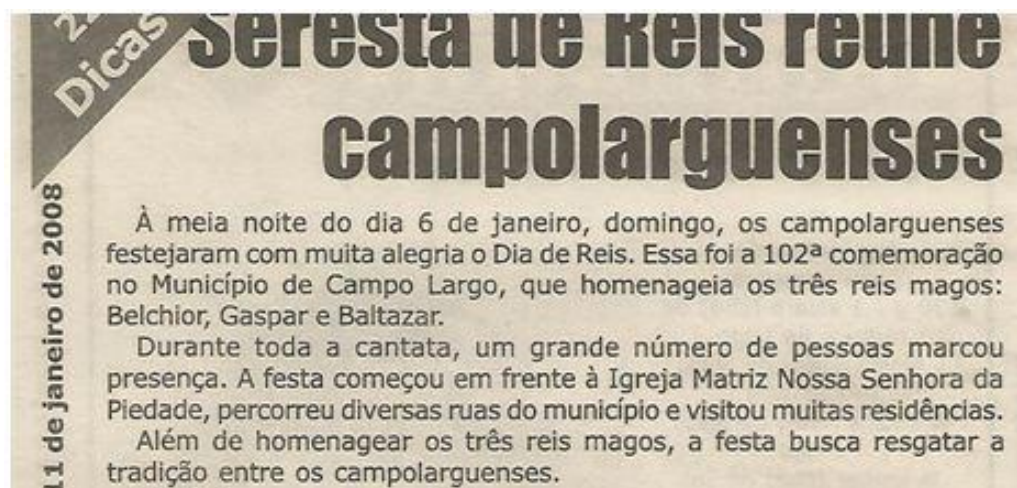 Dicas
Seresta de Reis reúne
campolarguenses
11 de janeiro de 2008
À meia noite do dia 6 de janeiro, domingo, os campolarguenses
festejaram com muita alegria o Dia de Reis. Essa foi a 102ª comemoração
no Município de Campo Largo, que homenageia os três reis magos:
Belchior, Gaspar e Baltazar.
Durante toda a cantata, um grande número de pessoas marcou
presença. A festa começou em frente à Igreja Matriz Nossa Senhora da
Piedade, percorreu diversas ruas do município e visitou muitas residências.
Além de homenagear os três reis magos, a festa busca resgatar a
tradição entre os campolarguenses.